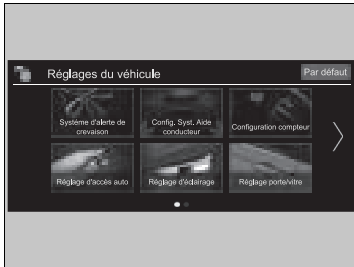 Réglages du véhicule
Par défaut
Système d'alerte de
crevaison
Config. Syst. Aide
conducteur
Configuration compteur
Réglage d'accès auto
Réglage d'éclairage
Réglage porte/vitre